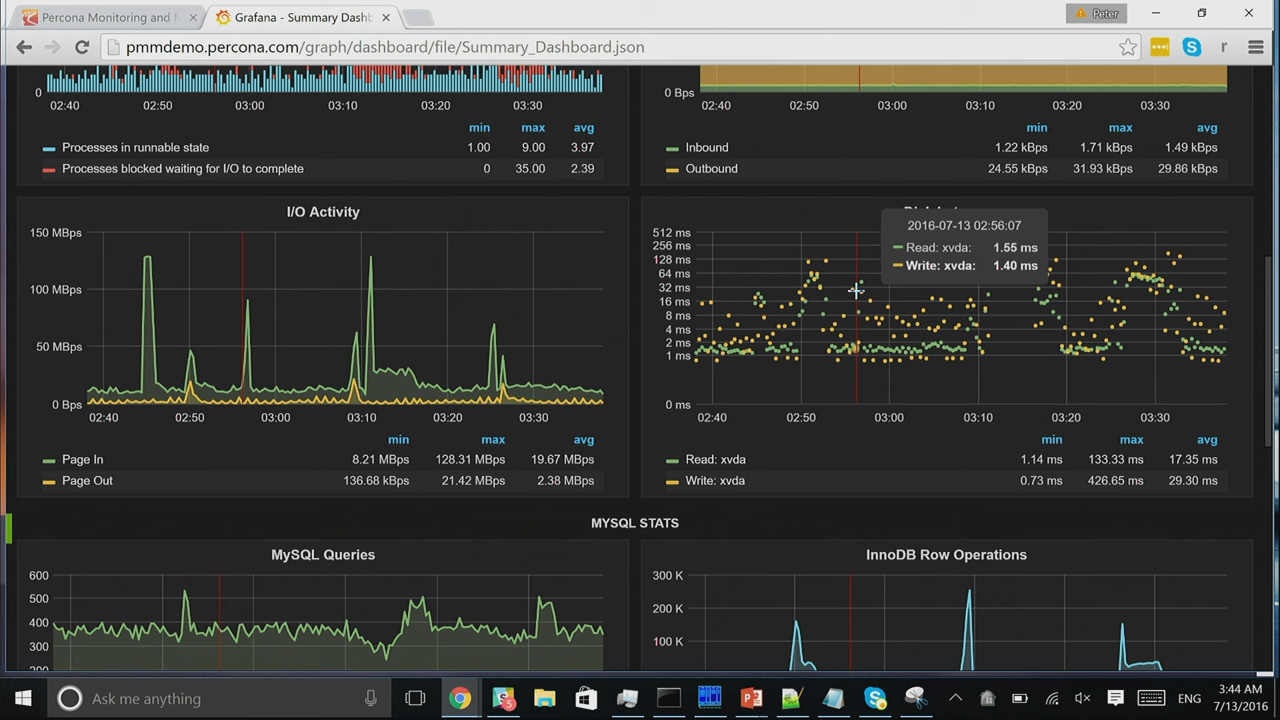 Percona Monitoring and M
Grafana - Summary Dashb
Peter
pmmdemo.percona.com/graph/dashboard/file/Summary_Dashboard.json
0
02:40 02:50 03:00 03:10 03:20 03:30
min max avg
Processes in runnable state 1.00 9.00 3.97
Processes blocked waiting for I/O to complete 0 35.00 2.39
0 Bps
02:40 02:50 03:00 03:10 03:20 03:30
min max avg
Inbound 1.22 kBps 1.71 kBps 1.49 kBps
Outbound 24.55 kBps 31.93 kBps 29.86 kBps
I/O Activity
150 MBps
100 MBps
50 MBps
0 Bps
02:40 02:50 03:00 03:10 03:20 03:30
min max avg
Page In 8.21 MBps 128.31 MBps 19.67 MBps
Page Out 136.68 kBps 21.42 MBps 2.38 MBps
2016-07-13 02:56:07
Read: xvda: 1.55 ms
Write: xvda: 1.40 ms
512 ms
256 ms
128 ms
64 ms
32 ms
16 ms
8 ms
4 ms
2 ms
1 ms
0 ms
02:40 02:50 03:00 03:10 03:20 03:30
min max avg
Read: xvda 1.14 ms 133.33 ms 17.35 ms
Write: xvda 0.73 ms 426.65 ms 29.30 ms
MYSQL STATS
MySQL Queries
600
500
400
300
200
InnoDB Row Operations
300 K
200 K
100 K
Ask me anything
ENG
3:44 AM
7/13/2016